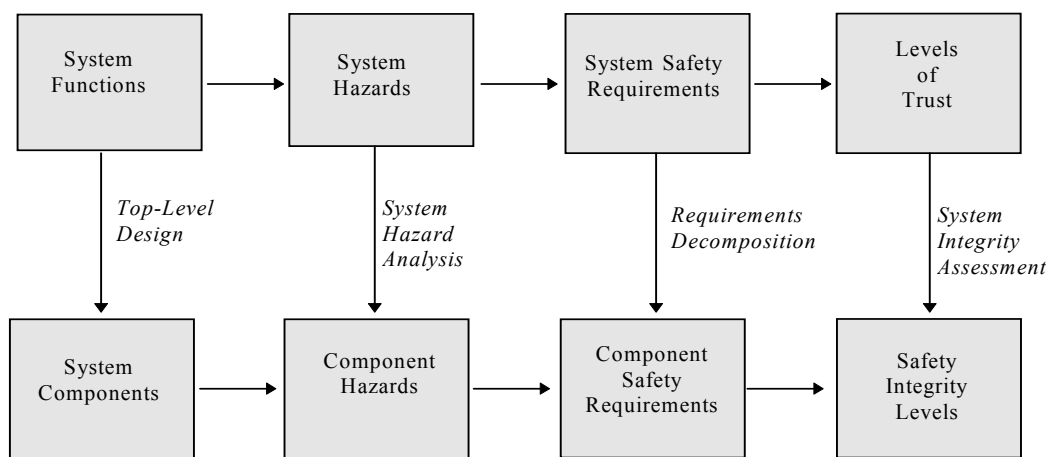 System
Functions
System
Hazards
System Safety
Requirements
Levels
of
Trust
Top-Level
Design
System
Hazard
Analysis
Requirements
Decomposition
System
Integrity
Assessment
System
Components
Component
Hazards
Component
Safety
Requirements
Safety
Integrity
Levels